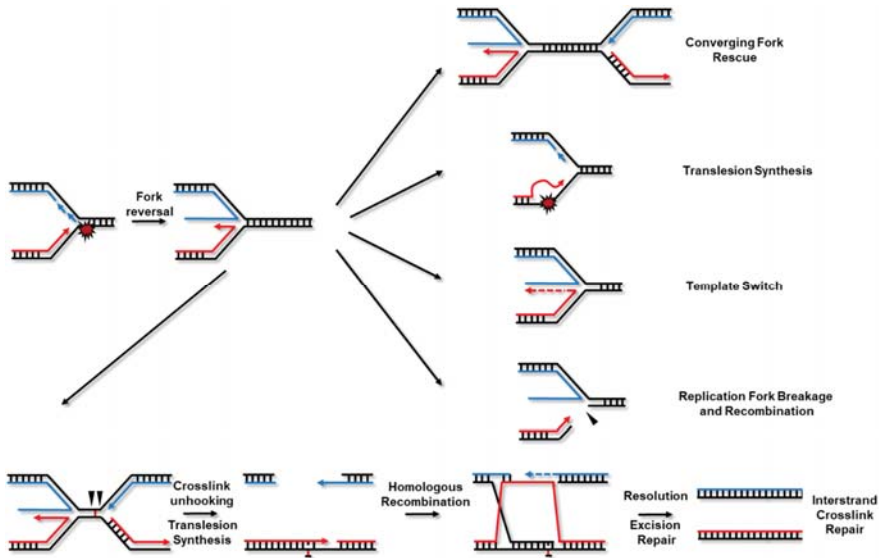 Converging Fork
Rescue
Translesion Synthesis
Fork
reversal
Template Switch
Replication Fork Breakage
and Recombination
Crosslink
unhooking
Translesion
Synthesis
Homologous
Recombination
Resolution
Excision
Repair
Interstrand
Crosslink
Repair